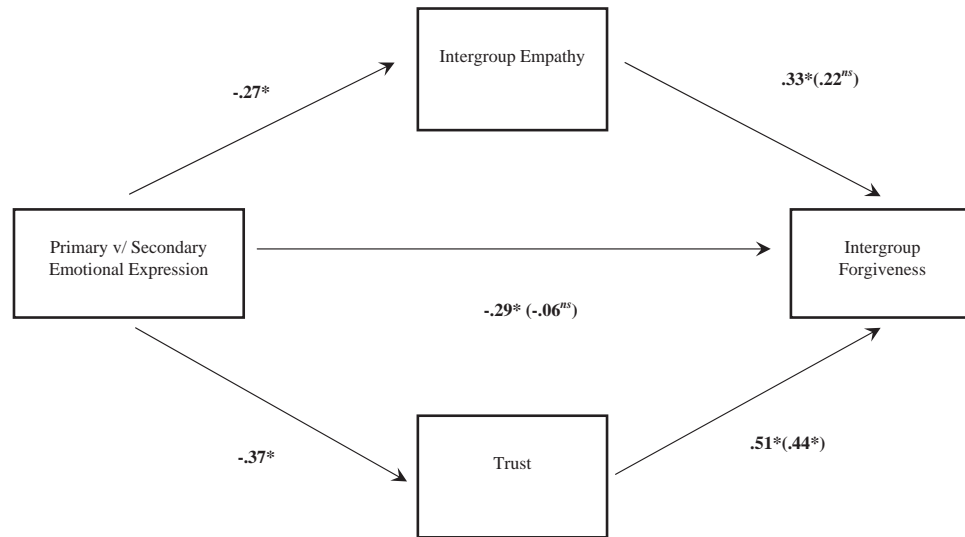 Intergroup Empathy
-.27*
.33*(.22ns)
Primary v/ Secondary
Emotional Expression
Intergroup
Forgiveness
-.29* (-.06ns)
-.37*
Trust
.51*(.44*)